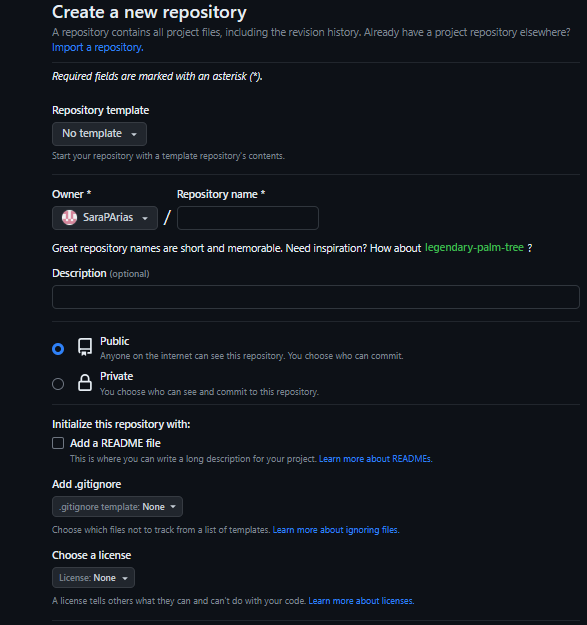 Create a new repository
A repository contains all project files, including the revision history. Already have a project repository elsewhere?
Import a repository.
Required fields are marked with an asterisk (*).
Repository template
No template
Start your repository with a template repository's contents.
Owner * Repository name *
SaraPArias /
Great repository names are short and memorable. Need inspiration? How about legendary-palm-tree ?
Description (optional)
Public
Anyone on the internet can see this repository. You choose who can commit.
Private
You choose who can see and commit to this repository.
Initialize this repository with:
Add a README file
This is where you can write a long description for your project. Learn more about READMEs.
Add .gitignore
.gitignore template: None
Choose which files not to track from a list of templates. Learn more about ignoring files.
Choose a license
License: None
A license tells others what they can and can't do with your code. Learn more about licenses.